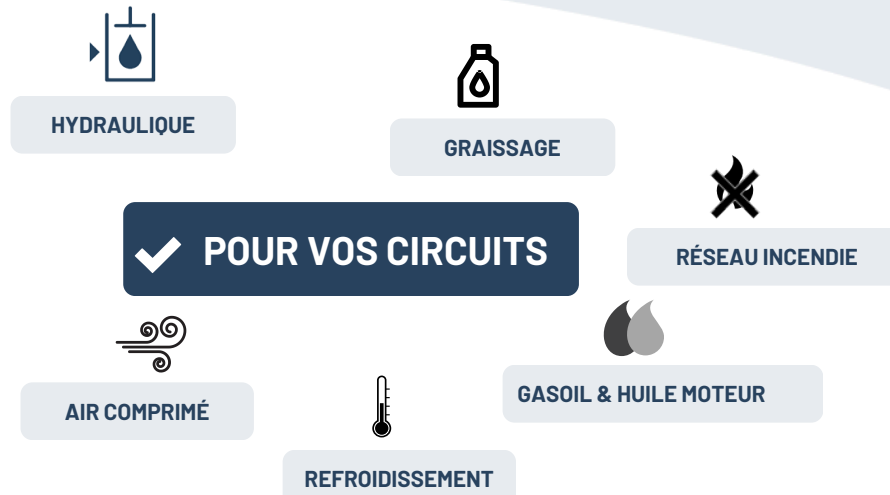 HYDRAULIQUE
GRAISSAGE
POUR VOS CIRCUITS
RÉSEAU INCENDIE
AIR COMPRIMÉ
GASOIL & HUILE MOTEUR
REFROIDISSEMENT